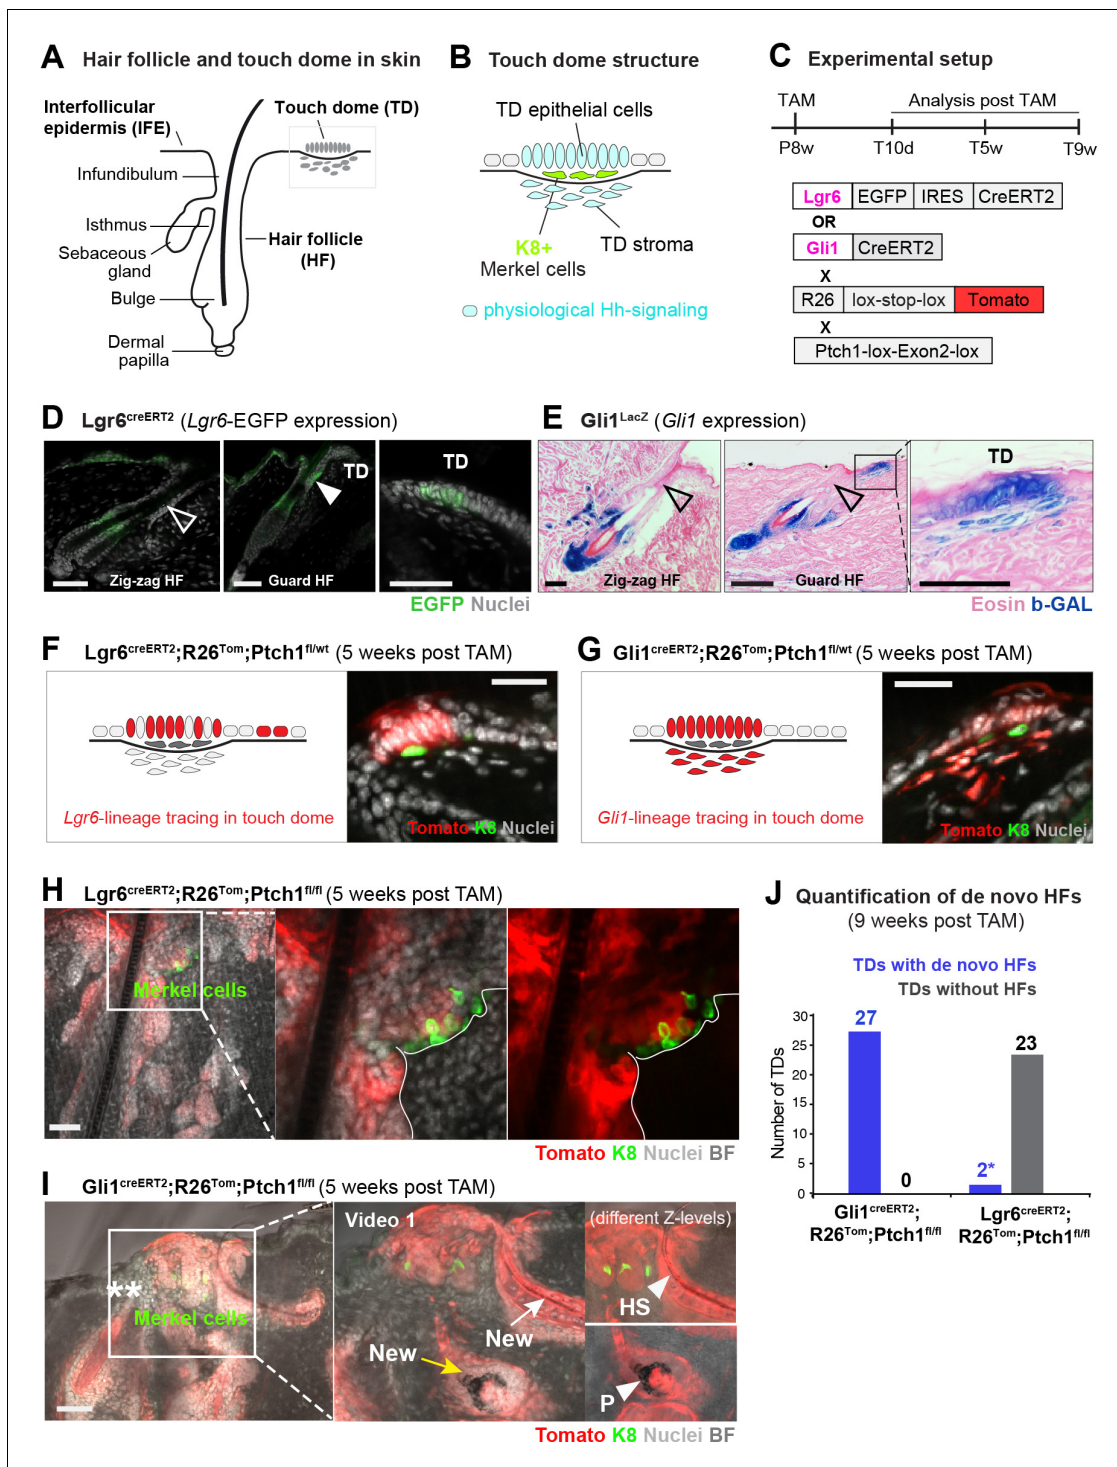 A Hair follicle and touch dome in skin
Interfollicular
epidermis (IFE)
Touch dome (TD)
Infundibulum
Isthmus
Sebaceous
gland
Hair follicle
(HF)
Bulge
Dermal
papilla
B Touch dome structure
TD epithelial cells
K8+
Merkel cells
TD stroma
physiological Hh-signaling
C Experimental setup
TAM
Analysis post TAM
P8w
T10d
T5w
T9w
Lgr6 EGFP IRES CreERT2
OR
Gli1 CreERT2
X
R26 lox-stop-lox Tomato
X
Ptch1-lox-Exon2-lox
D Lgr6creERT2 (Lgr6-EGFP expression)
TD
TD
Zig-zag HF
Guard HF
EGFP Nuclei
E Gli1LacZ (Gli1 expression)
TD
Zig-zag HF
Guard HF
Eosin b-GAL
F Lgr6creERT2;R26Tom;Ptch1fl/wt (5 weeks post TAM)
Lgr6-lineage tracing in touch dome
Tomato K8 Nuclei
G Gli1creERT2;R26Tom;Ptch1fl/wt (5 weeks post TAM)
Gli1-lineage tracing in touch dome
Tomato K8 Nuclei
H Lgr6creERT2;R26Tom;Ptch1fl/fl (5 weeks post TAM)
Merkel cells
Tomato K8 Nuclei BF
I Gli1creERT2;R26Tom;Ptch1fl/fl (5 weeks post TAM)
**
Merkel cells
Video 1
New
New
(different Z-levels)
HS
P
Tomato K8 Nuclei BF
J Quantification of de novo HFs
(9 weeks post TAM)
TDs with de novo HFs
TDs without HFs
Number of TDs
30
25
20
15
10
5
0
27
0
2*
23
Gli1creERT2;
R26Tom;Ptch1fl/fl
Lgr6creERT2;
R26Tom;Ptch1fl/fl